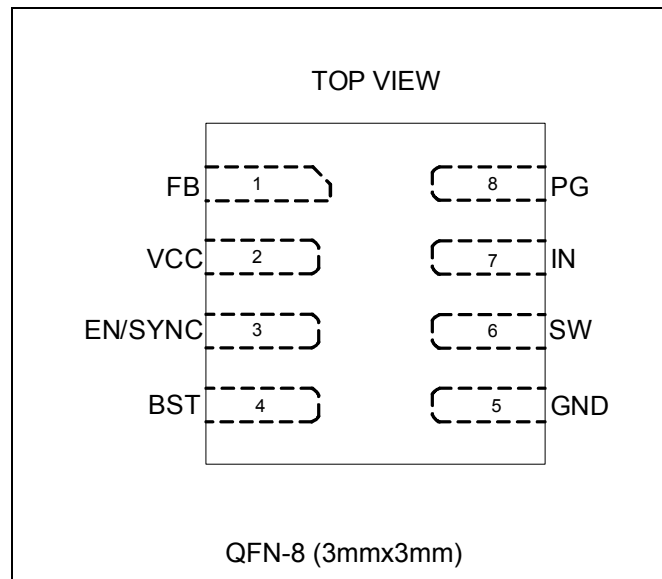 TOP VIEW
FB 1 8 PG
VCC 2 7 IN
EN/SYNC 3 6 SW
BST 4 5 GND
QFN-8 (3mmx3mm)